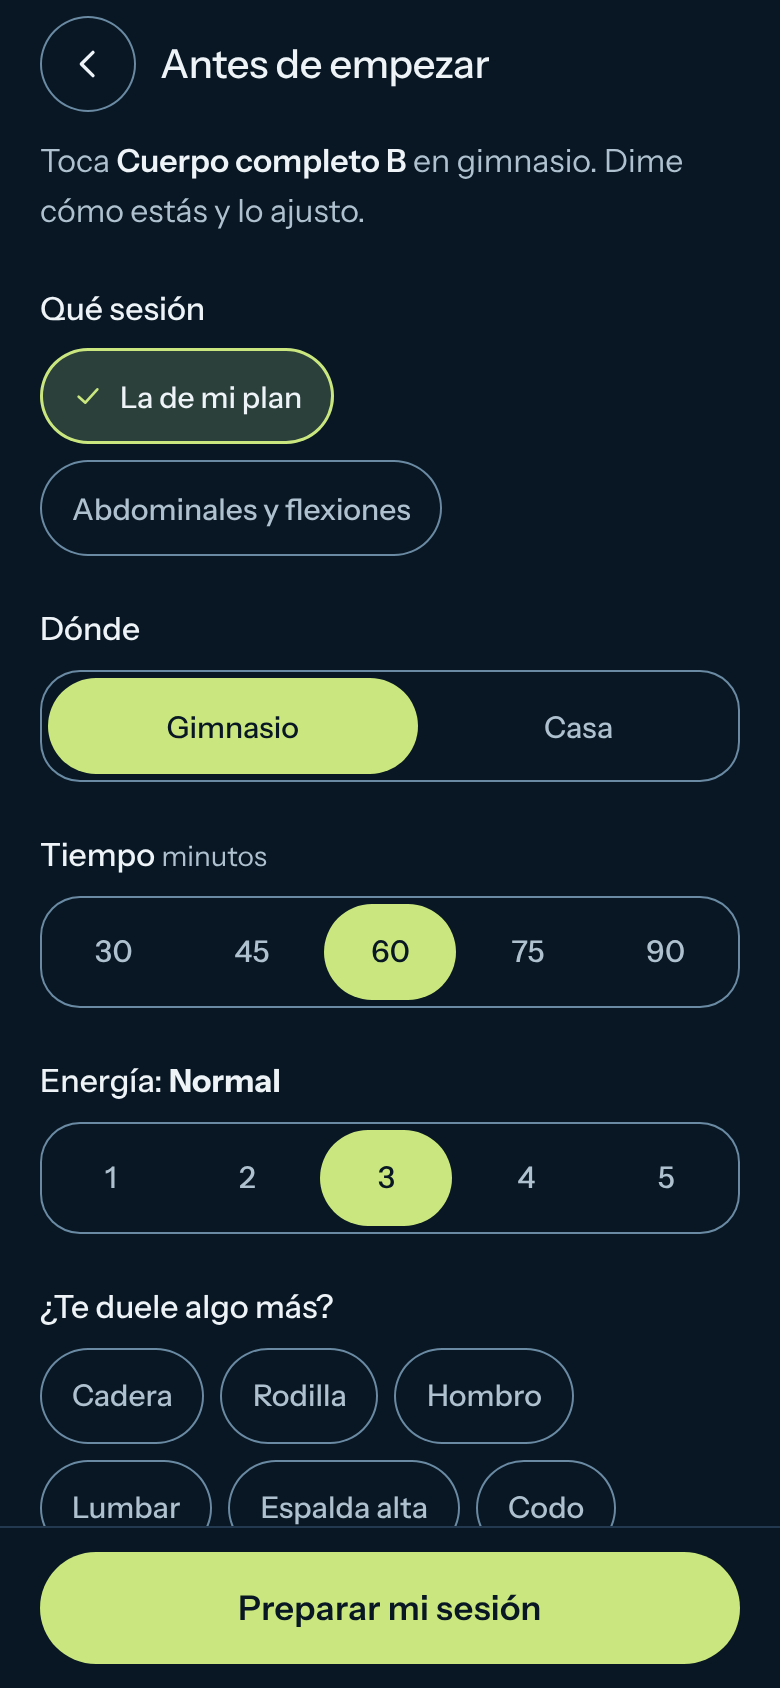 Antes de empezar
Toca Cuerpo completo B en gimnasio. Dime
cómo estás y lo ajusto.
Qué sesión
La de mi plan
Abdominales y flexiones
Dónde
Gimnasio Casa
Tiempo minutos
30 45 60 75 90
Energía: Normal
1 2 3 4 5
¿Te duele algo más?
Cadera Rodilla Hombro
Lumbar Espalda alta Codo
Preparar mi sesión